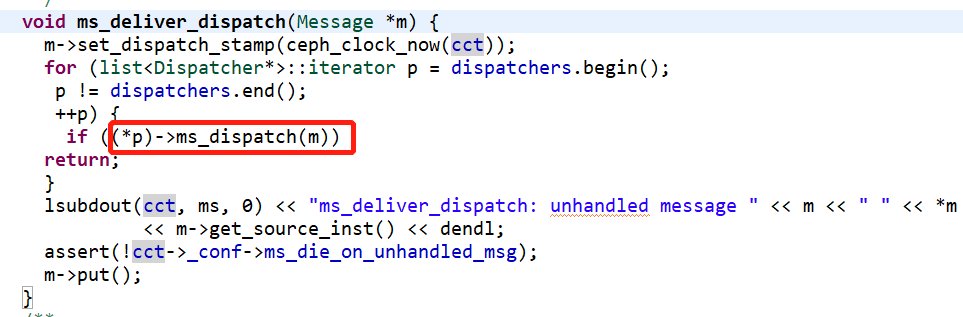 void ms_deliver_dispatch(Message *m) {
m->set_dispatch_stamp(ceph_clock_now(cct));
for (list<Dispatcher*>::iterator p = dispatchers.begin();
p != dispatchers.end();
++p) {
if ((*p)->ms_dispatch(m))
return;
}
lsubdout(cct, ms, 0) << "ms_deliver_dispatch: unhandled message " << m << " " << *m
<< m->get_source_inst() << dendl;
assert(!cct->_conf->ms_die_on_unhandled_msg);
m->put();
}
/**